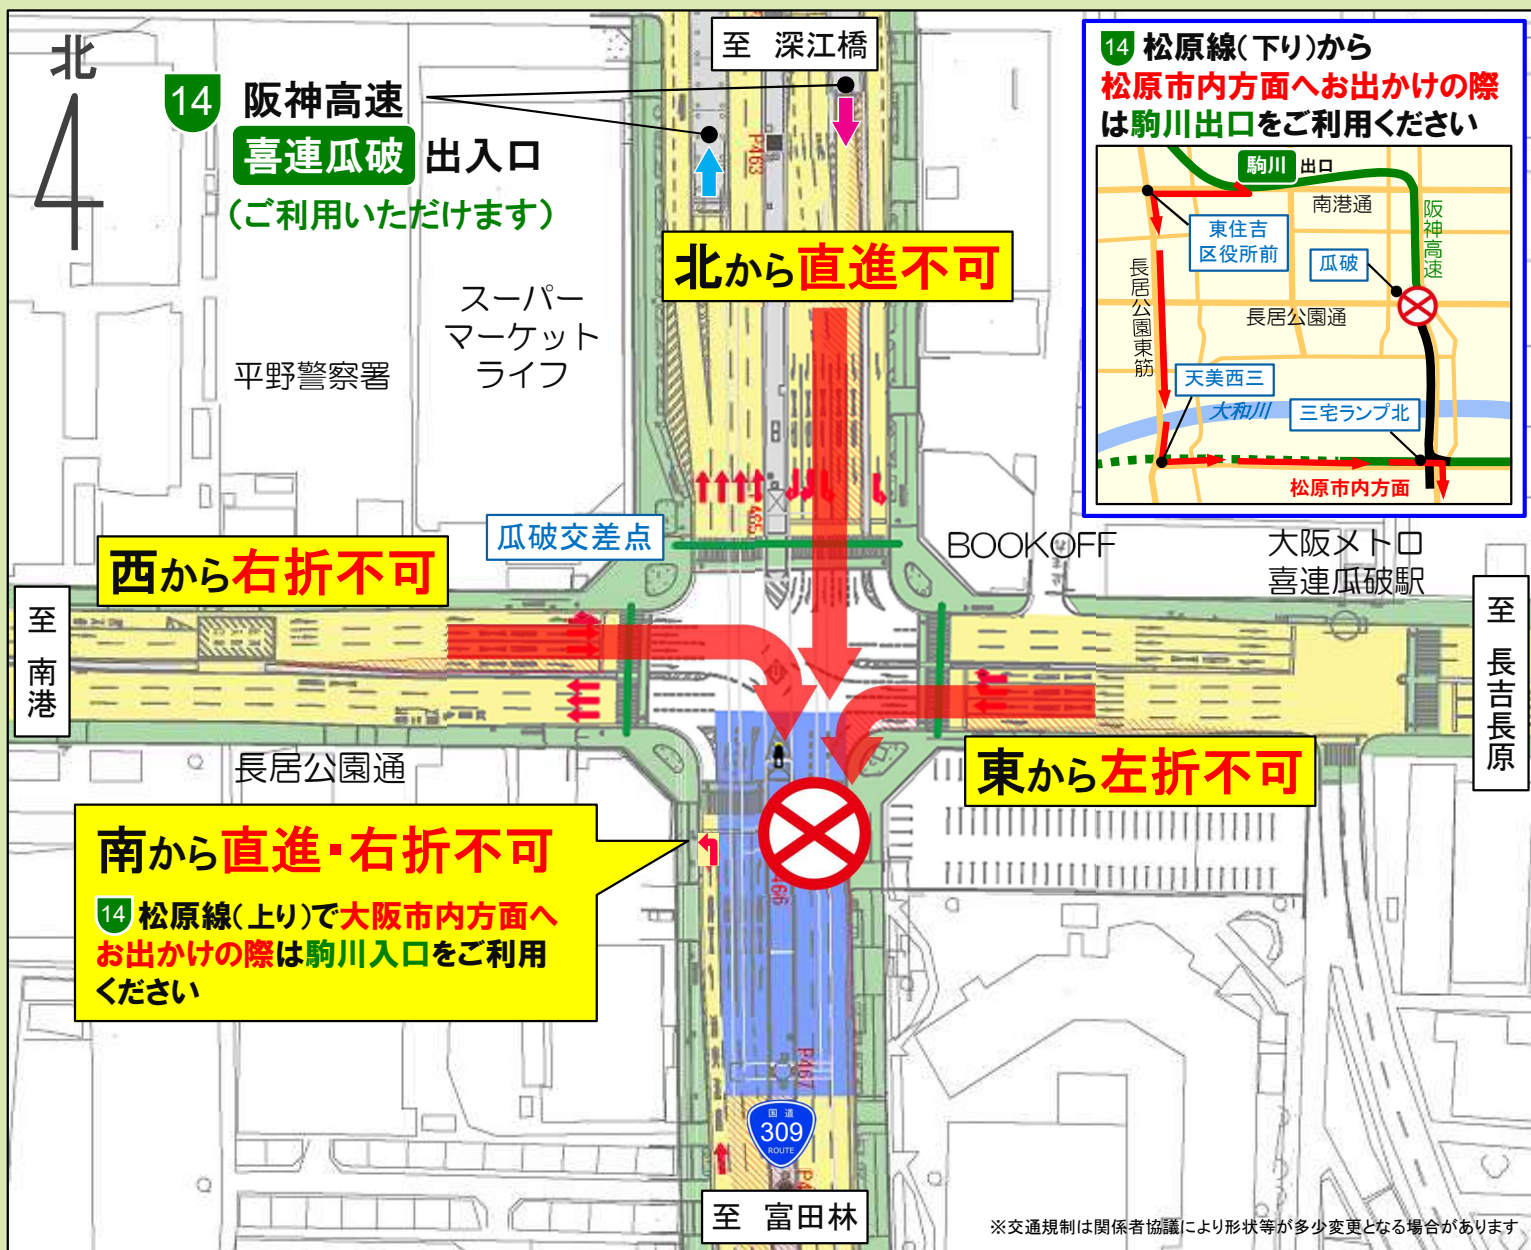 北
14 阪神高速
喜連瓜破 出入口
(ご利用いただけます)
至 深江橋
14 松原線(下り)から
松原市内方面へお出かけの際
は駒川出口をご利用ください
駒川 出口
南港通
東住吉
区役所前
阪神高速
瓜破
長居公園通
長居公園東筋
天美西三
大和川
三宅ランプ北
松原市内方面
北から直進不可
P463
スーパー
マーケット
ライフ
平野警察署
瓜破交差点
BOOKOFF
大阪メトロ
喜連瓜破駅
西から右折不可
至 南港
至 長吉長原
長居公園通
東から左折不可
南から直進・右折不可
14 松原線(上り)で大阪市内方面へ
お出かけの際は駒川入口をご利用
ください
P467
国道
309
ROUTE
至 富田林
※交通規制は関係者協議により形状等が多少変更となる場合があります